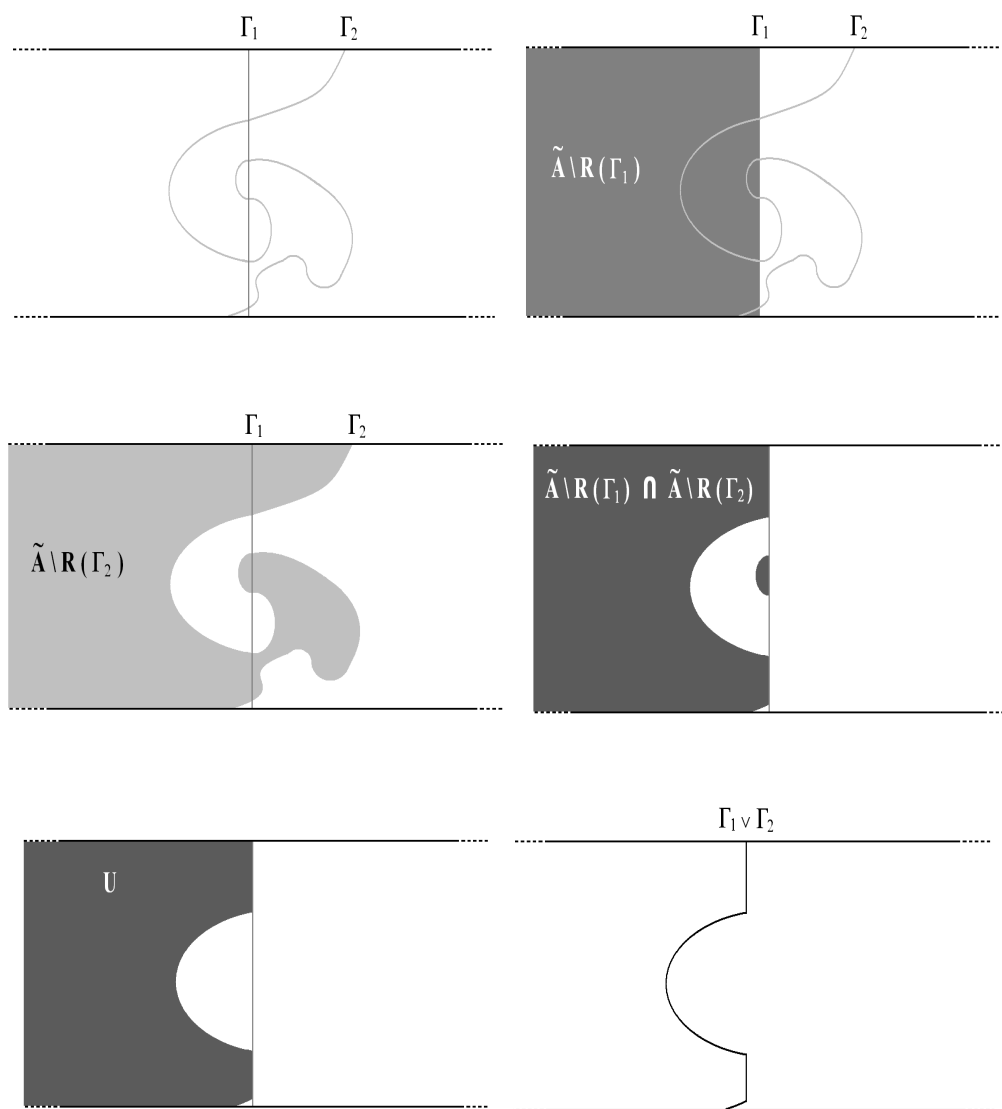 Γ₁ Γ₂
Γ₁ Γ₂
Ã \ R(Γ₁)
Γ₁ Γ₂
Ã \ R(Γ₂)
Ã \ R(Γ₁) ∩ Ã \ R(Γ₂)
U
Γ₁ ∨ Γ₂